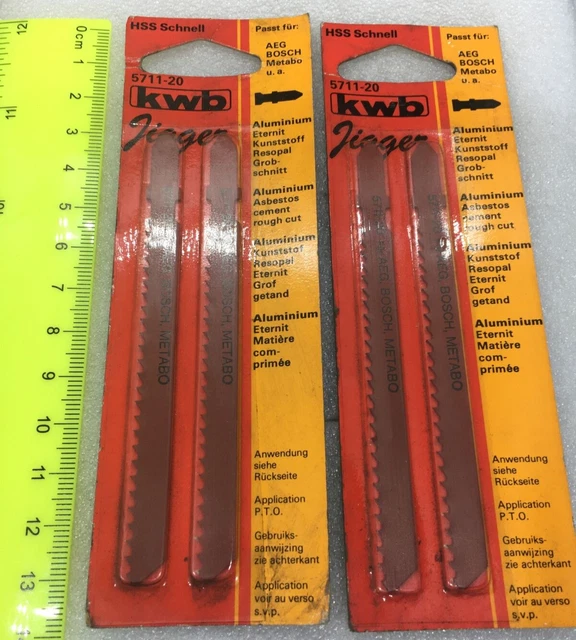 0cm
1
2
3
4
5
6
7
8
9
10
11
12
13
12
11
HSS Schnell
Passt für:
AEG
BOSCH
Metabo
u. a.
5711-20
kwb
Jigger
Aluminium
Eternit
Kunststoff
Resopal
Grob-
schnitt
Aluminium
Asbestos
cement
rough cut
Aluminium
Kunststof
Resopal
Eternit
Grof
getand
Aluminium
Eternit
Matière
com-
primée
BOSCH, METABO
BOSCH, METABO
Anwendung
siehe
Rückseite
Application
P.T.O.
Gebruiks-
aanwijzing
zie achterkant
Application
voir au verso
s.v.p.
HSS Schnell
Passt für:
AEG
BOSCH
Metabo
u. a.
5711-20
kwb
Jigger
Aluminium
Eternit
Kunststoff
Resopal
Grob-
schnitt
Aluminium
Asbestos
cement
rough cut
Aluminium
Kunststof
Resopal
Eternit
Grof
getand
Aluminium
Eternit
Matière
com-
primée
AEG, BOSCH, METABO
AEG, BOSCH, METABO
Anwendung
siehe
Rückseite
Application
P.T.O.
Gebruiks-
aanwijzing
zie achterkant
Application
voir au verso
s.v.p.